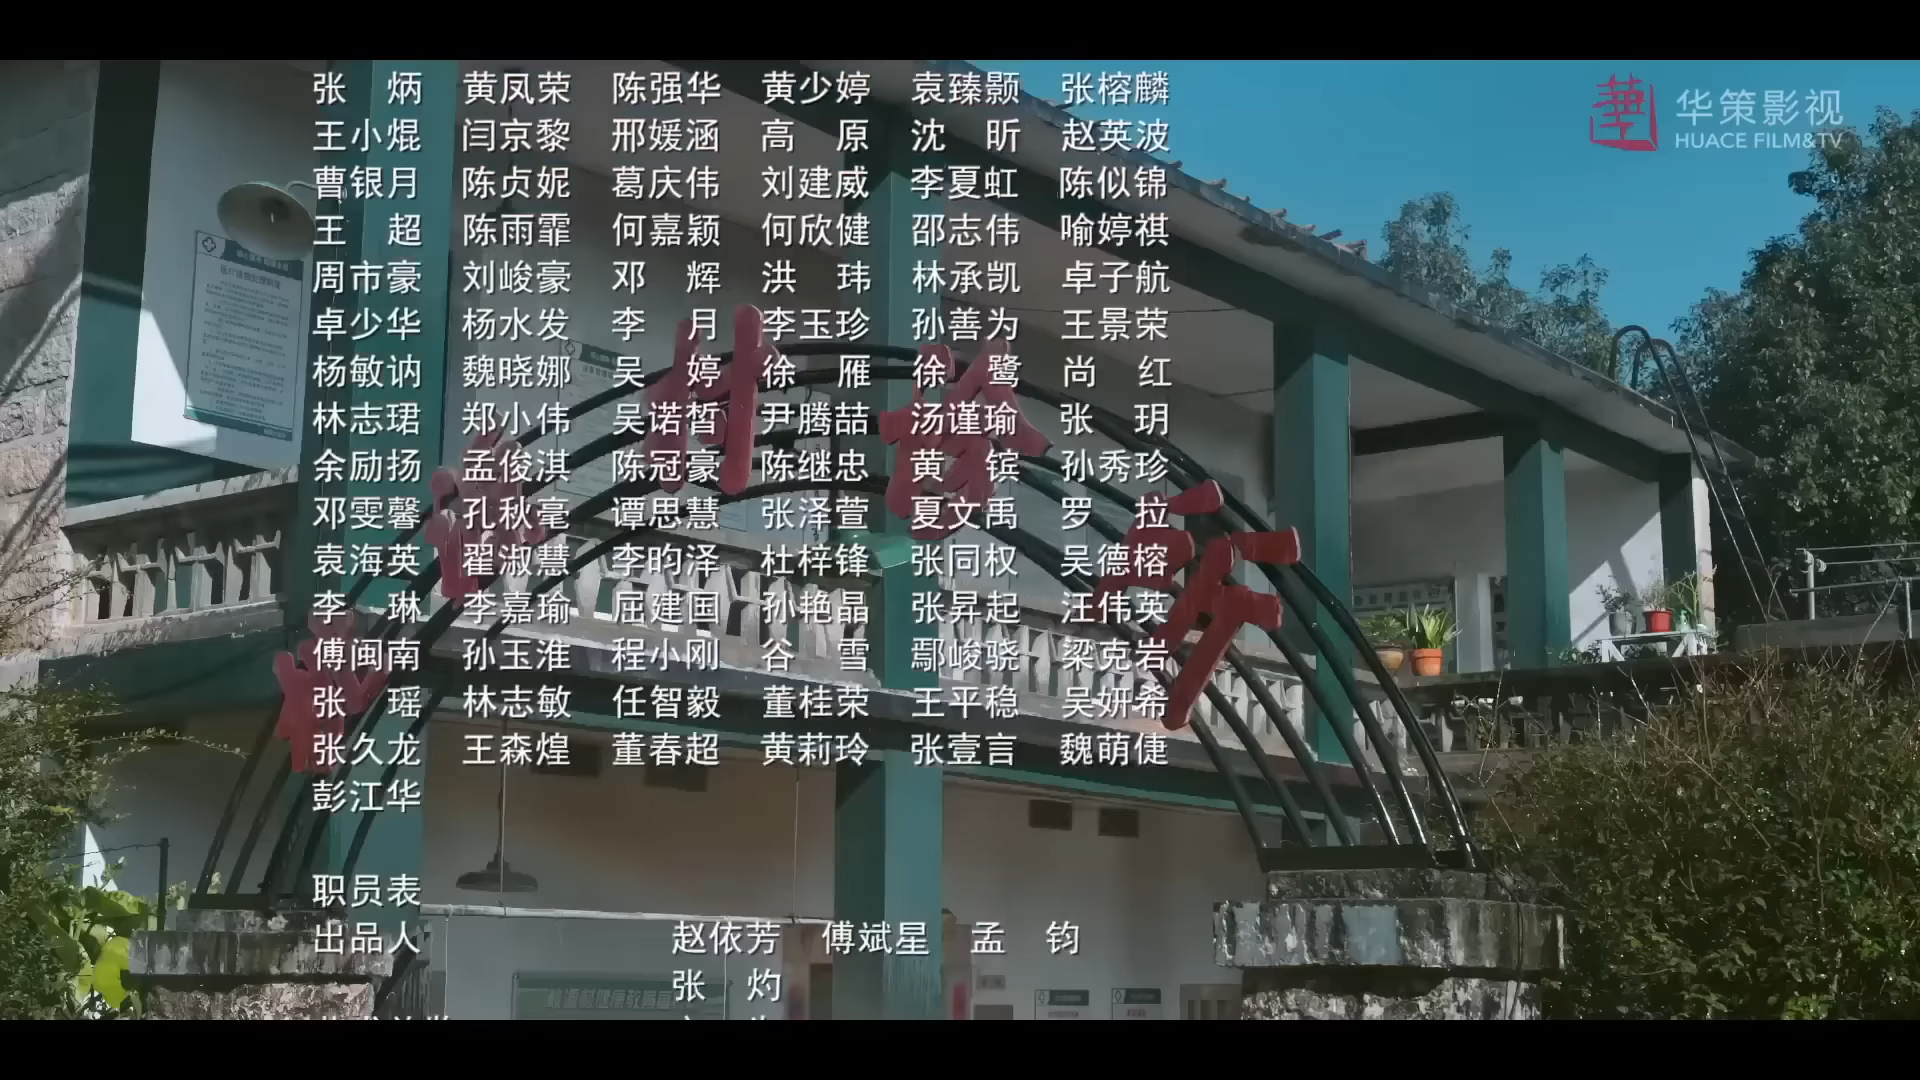 张　炳 黄凤荣 陈强华 黄少婷 袁臻颢 张榕麟
王小焜 闫京黎 邢媛涵 高　原 沈　昕 赵英波
曹银月 陈贞妮 葛庆伟 刘建威 李夏虹 陈似锦
王　超 陈雨霏 何嘉颖 何欣健 邵志伟 喻婷祺
周市豪 刘峻豪 邓　辉 洪　玮 林承凯 卓子航
卓少华 杨水发 李　月 李玉珍 孙善为 王景荣
杨敏讷 魏晓娜 吴　婷 徐　雁 徐　鹭 尚　红
林志珺 郑小伟 吴诺皙 尹腾喆 汤谨瑜 张　玥
余励扬 孟俊淇 陈冠豪 陈继忠 黄　镔 孙秀珍
邓雯馨 孔秋毫 谭思慧 张泽萱 夏文禹 罗　拉
袁海英 翟淑慧 李昀泽 杜梓锋 张同权 吴德榕
李　琳 李嘉瑜 屈建国 孙艳晶 张昇起 汪伟英
傅闽南 孙玉淮 程小刚 谷　雪 鄢峻骁 梁克岩
张　瑶 林志敏 任智毅 董桂荣 王平稳 吴妍希
张久龙 王森煌 董春超 黄莉玲 张壹言 魏萌倢
彭江华
职员表
出品人 赵依芳 傅斌星 孟　钧
张　灼
華 华策影视
HUACE FILM&TV
村 诊 所